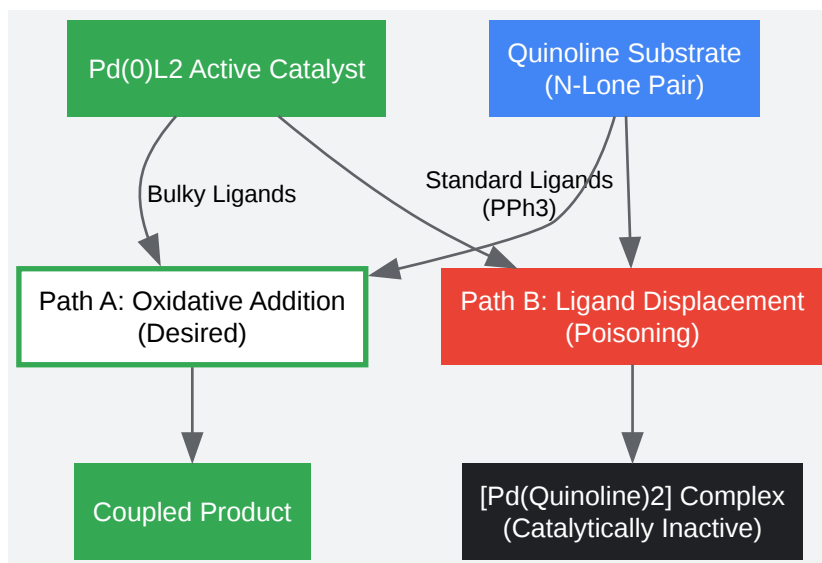 Pd(0)L2 Active Catalyst
Quinoline Substrate
(N-Lone Pair)
Bulky Ligands
Standard Ligands
(PPh3)
Path A: Oxidative Addition
(Desired)
Path B: Ligand Displacement
(Poisoning)
Coupled Product
[Pd(Quinoline)2] Complex
(Catalytically Inactive)